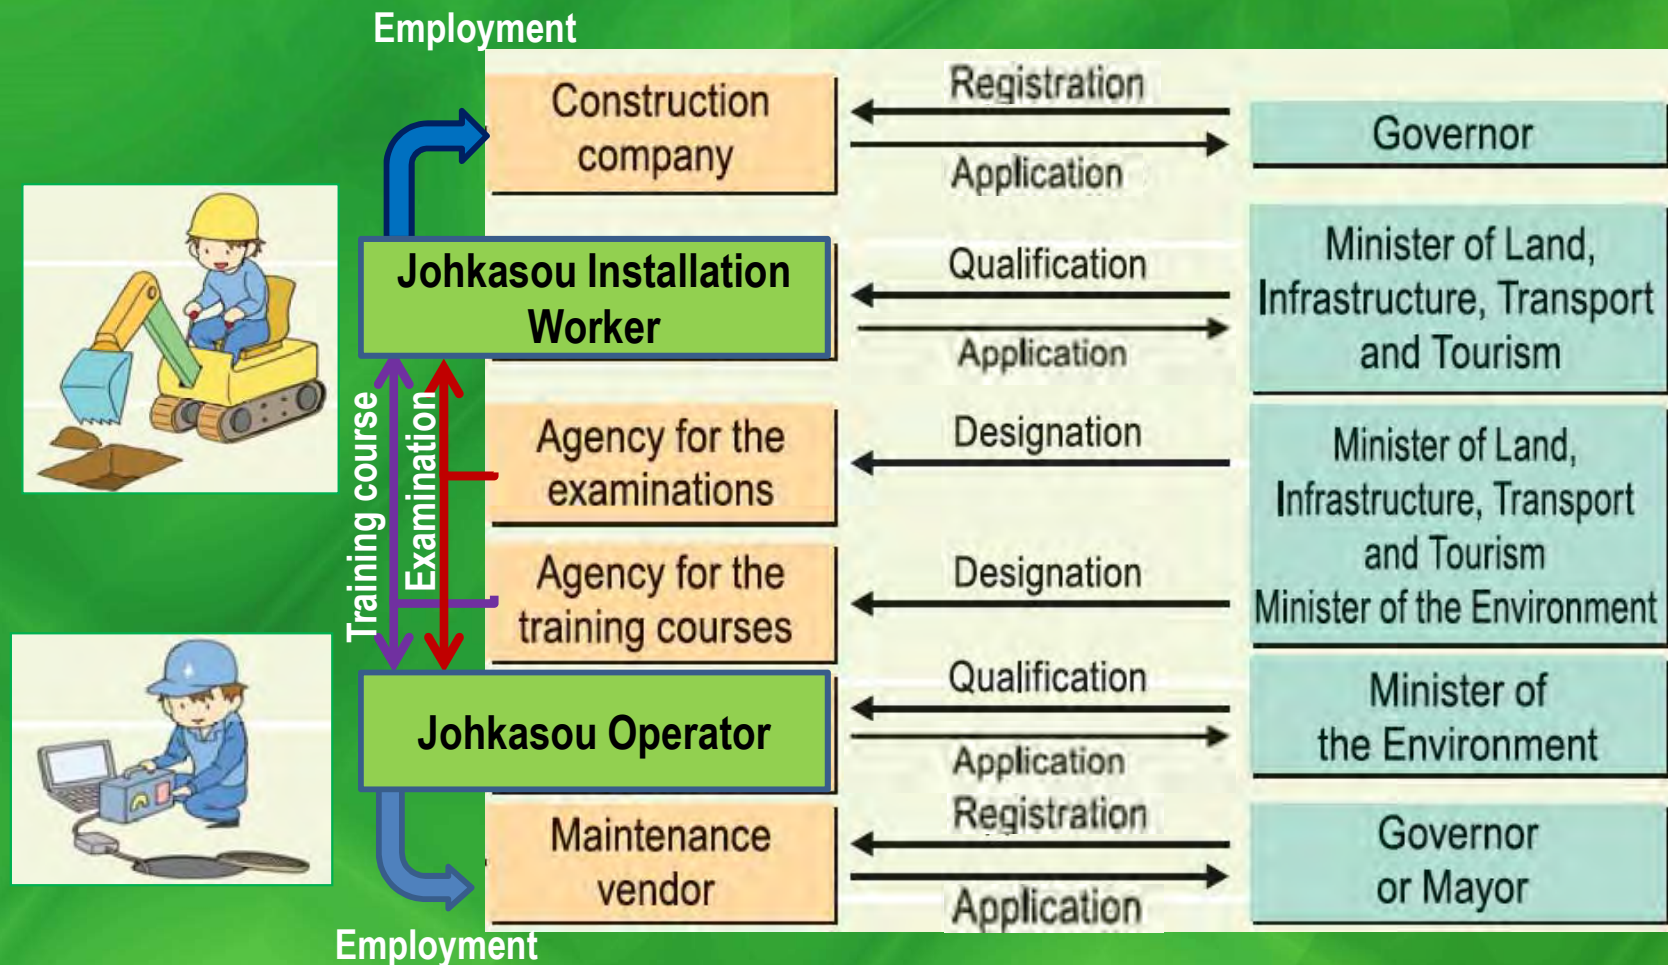 Employment
Construction
company
Registration
Application
Governor
Johkasou Installation
Worker
Qualification
Application
Minister of Land,
Infrastructure, Transport
and Tourism
Training course
Examination
Agency for the
examinations
Designation
Minister of Land,
Infrastructure, Transport
and Tourism
Minister of the Environment
Agency for the
training courses
Designation
Johkasou Operator
Qualification
Application
Minister of
the Environment
Maintenance
vendor
Registration
Application
Governor
or Mayor
Employment